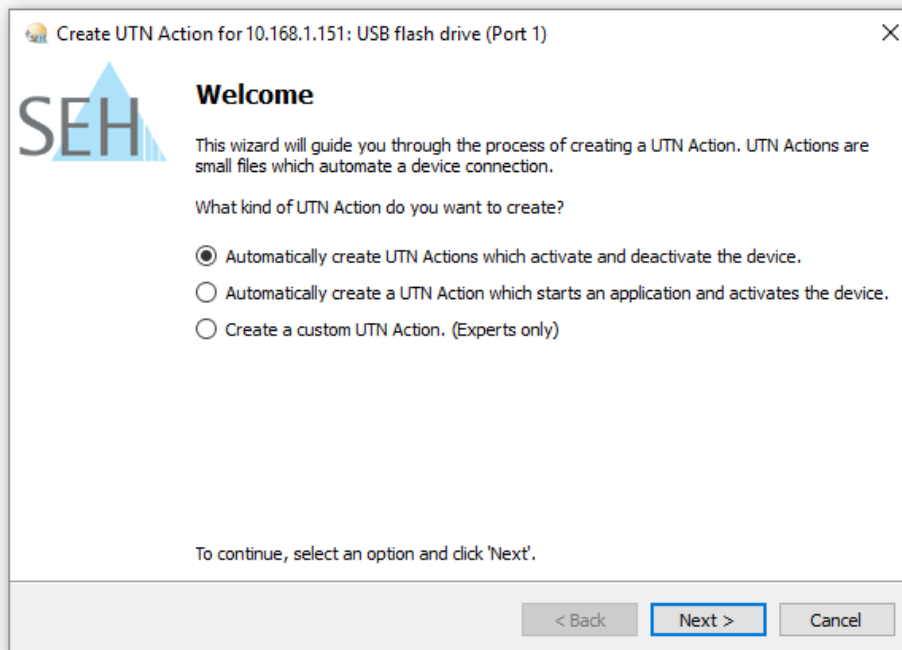 Create UTN Action for 10.168.1.151: USB flash drive (Port 1)
SEH
Welcome
This wizard will guide you through the process of creating a UTN Action. UTN Actions are
small files which automate a device connection.
What kind of UTN Action do you want to create?
Automatically create UTN Actions which activate and deactivate the device.
Automatically create a UTN Action which starts an application and activates the device.
Create a custom UTN Action. (Experts only)
To continue, select an option and click 'Next'.
< Back
Next >
Cancel